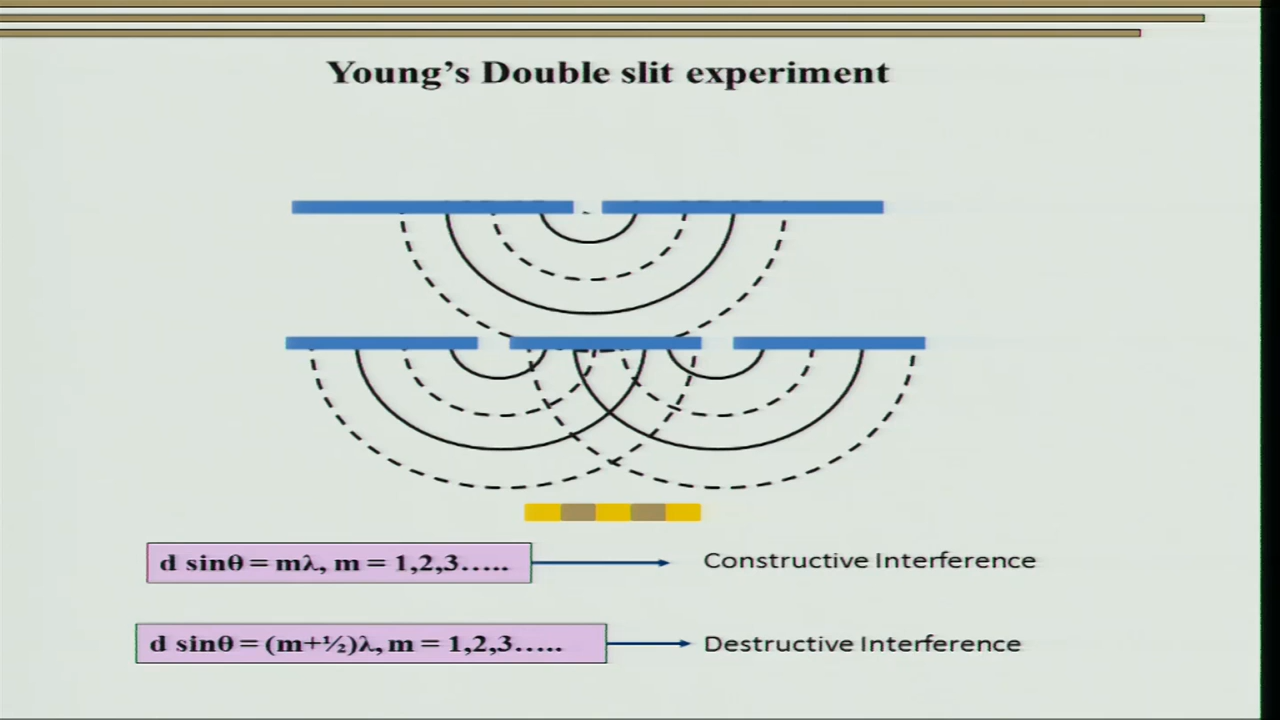 Young’s Double slit experiment
d sinθ = mλ, m = 1,2,3…..
Constructive Interference
d sinθ = (m+½)λ, m = 1,2,3…..
Destructive Interference